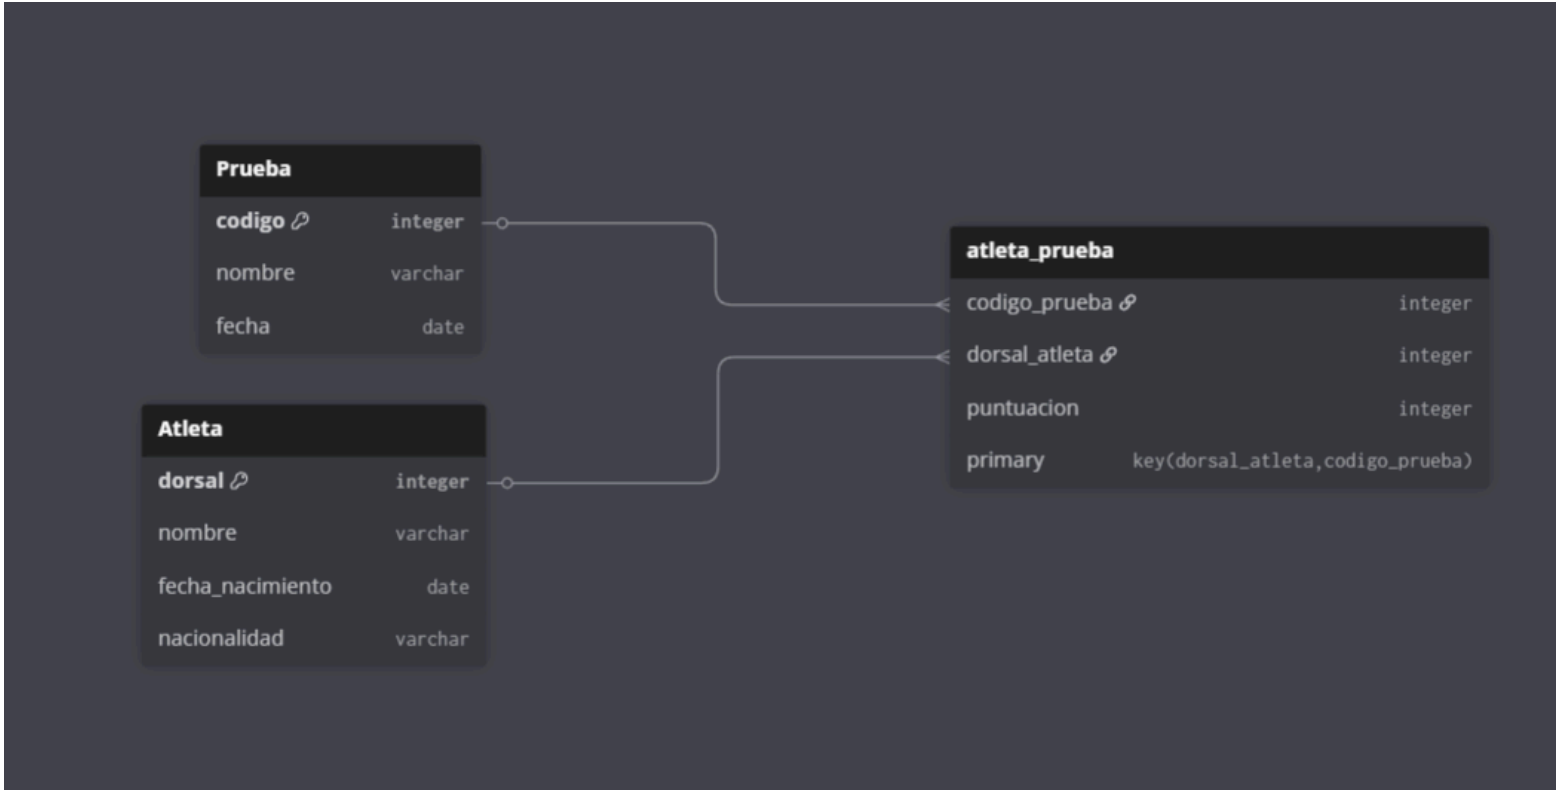 Prueba
codigo integer
nombre varchar
fecha date
Atleta
dorsal integer
nombre varchar
fecha_nacimiento date
nacionalidad varchar
atleta_prueba
codigo_prueba integer
dorsal_atleta integer
puntuacion integer
primary key(dorsal_atleta,codigo_prueba)